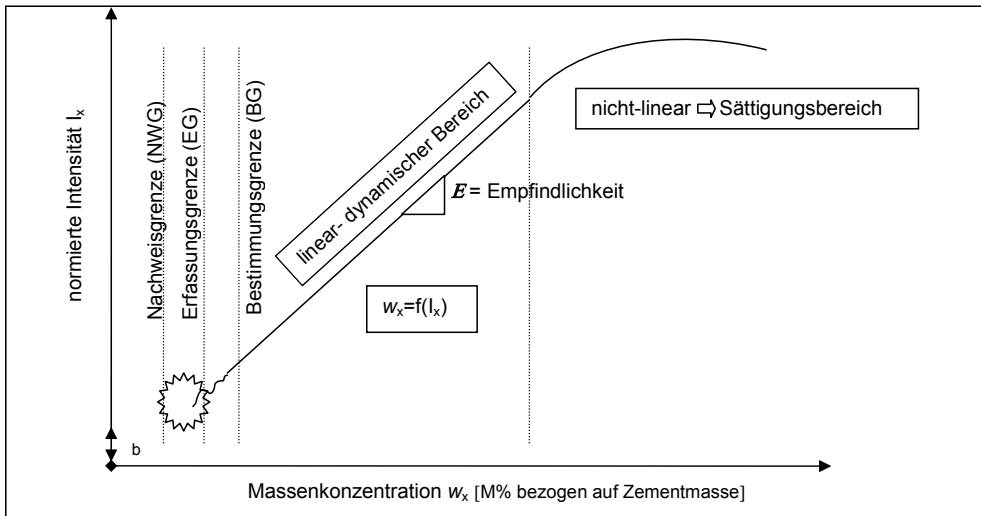 normierte Intensität Iₓ
Nachweisgrenze (NWG)
Erfassungsgrenze (EG)
Bestimmungsgrenze (BG)
linear- dynamischer Bereich
nicht-linear ⇨ Sättigungsbereich
E = Empfindlichkeit
wₓ=f(Iₓ)
b
Massenkonzentration wₓ [M% bezogen auf Zementmasse]